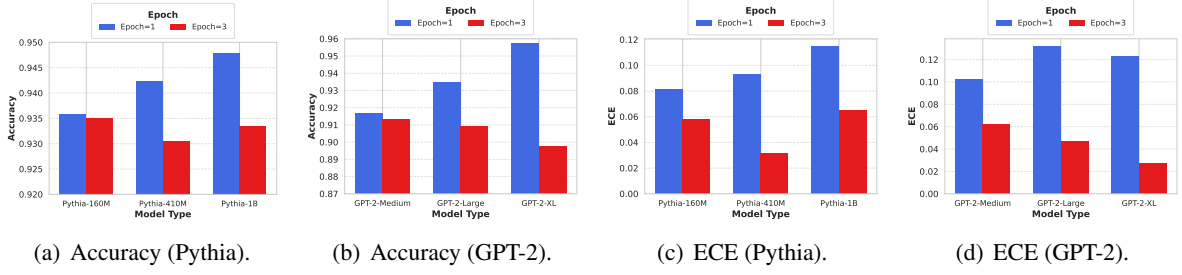 Epoch
Epoch=1 Epoch=3
0.950
0.945
0.940
0.935
0.930
0.925
0.920
Accuracy
Pythia-160M Pythia-410M Pythia-1B
Model Type
(a) Accuracy (Pythia).
Epoch
Epoch=1 Epoch=3
0.96
0.95
0.94
0.93
0.92
0.91
0.90
0.89
0.88
0.87
Accuracy
GPT-2-Medium GPT-2-Large GPT-2-XL
Model Type
(b) Accuracy (GPT-2).
Epoch
Epoch=1 Epoch=3
0.12
0.10
0.08
0.06
0.04
0.02
0.00
ECE
Pythia-160M Pythia-410M Pythia-1B
Model Type
(c) ECE (Pythia).
Epoch
Epoch=1 Epoch=3
0.12
0.10
0.08
0.06
0.04
0.02
0.00
ECE
GPT-2-Medium GPT-2-Large GPT-2-XL
Model Type
(d) ECE (GPT-2).